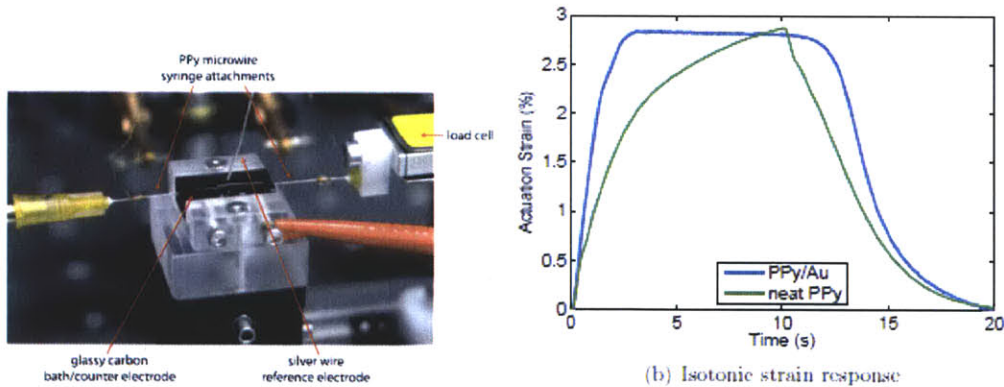 PPy microwire
syringe attachments
load cell
glassy carbon
bath/counter electrode
silver wire
reference electrode
3
2.5
2
1.5
1
0.5
0
Actuation Strain (%)
PPy/Au
neat PPy
0
5
10
15
20
Time (s)
(b) Isotonic strain response